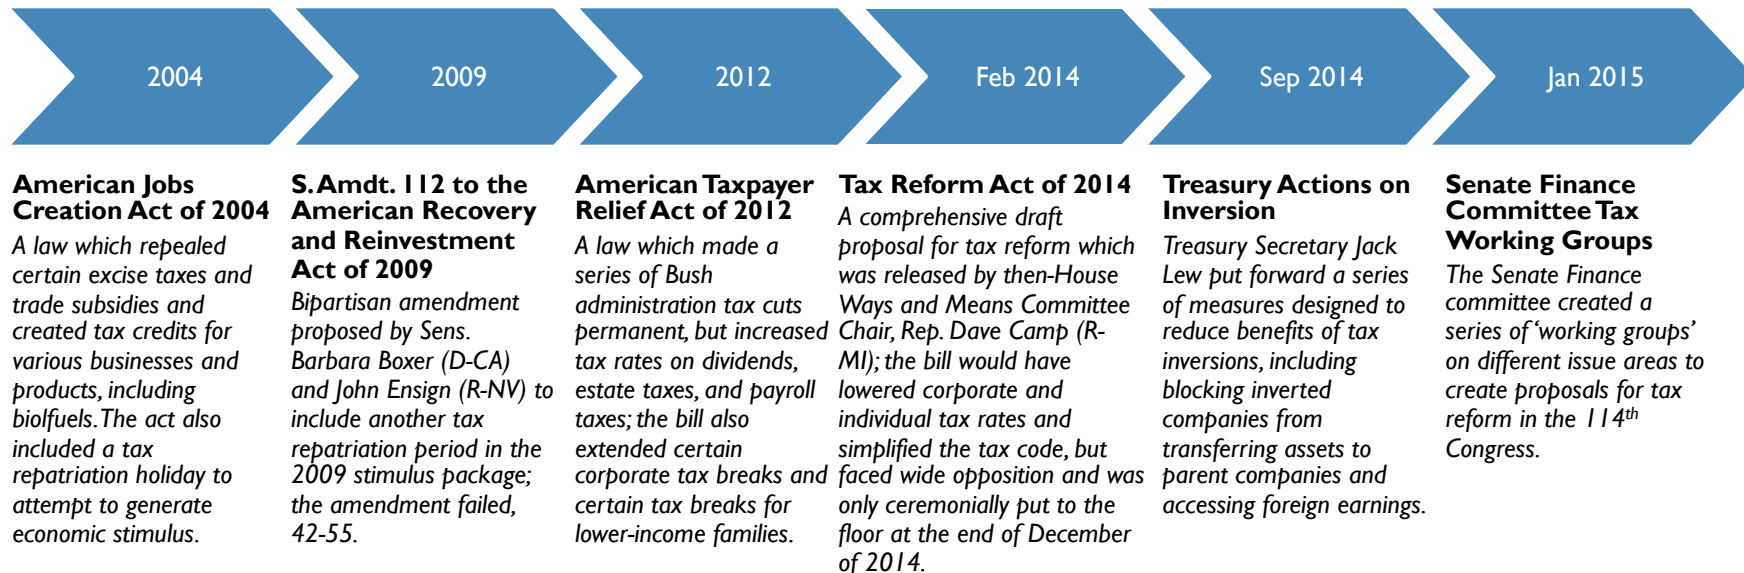 2004
2009
2012
Feb 2014
Sep 2014
Jan 2015
American Jobs
Creation Act of 2004
A law which repealed
certain excise taxes and
trade subsidies and
created tax credits for
various businesses and
products, including
biolfuels. The act also
included a tax
repatriation holiday to
attempt to generate
economic stimulus.
S. Amdt. 112 to the
American Recovery
and Reinvestment
Act of 2009
Bipartisan amendment
proposed by Sens.
Barbara Boxer (D-CA)
and John Ensign (R-NV) to
include another tax
repatriation period in the
2009 stimulus package;
the amendment failed,
42-55.
American Taxpayer
Relief Act of 2012
A law which made a
series of Bush
administration tax cuts
permanent, but increased
tax rates on dividends,
estate taxes, and payroll
taxes; the bill also
extended certain
corporate tax breaks and
certain tax breaks for
lower-income families.
Tax Reform Act of 2014
A comprehensive draft
proposal for tax reform which
was released by then-House
Ways and Means Committee
Chair, Rep. Dave Camp (R-
MI); the bill would have
lowered corporate and
individual tax rates and
simplified the tax code, but
faced wide opposition and was
only ceremonially put to the
floor at the end of December
of 2014.
Treasury Actions on
Inversion
Treasury Secretary Jack
Lew put forward a series
of measures designed to
reduce benefits of tax
inversions, including
blocking inverted
companies from
transferring assets to
parent companies and
accessing foreign earnings.
Senate Finance
Committee Tax
Working Groups
The Senate Finance
committee created a
series of ‘working groups’
on different issue areas to
create proposals for tax
reform in the 114th
Congress.